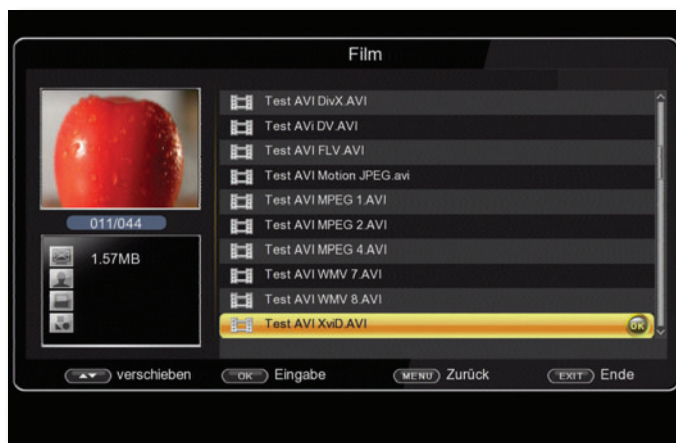 Film
Test AVI DivX.AVI
Test AVi DV.AVI
Test AVI FLV.AVI
Test AVI Motion JPEG.avi
Test AVI MPEG 1.AVI
Test AVI MPEG 2.AVI
Test AVI MPEG 4.AVI
Test AVI WMV 7.AVI
Test AVI WMV 8.AVI
Test AVI XviD.AVI OK
011/044
1.57MB
verschieben OK Eingabe MENU Zurück EXIT Ende